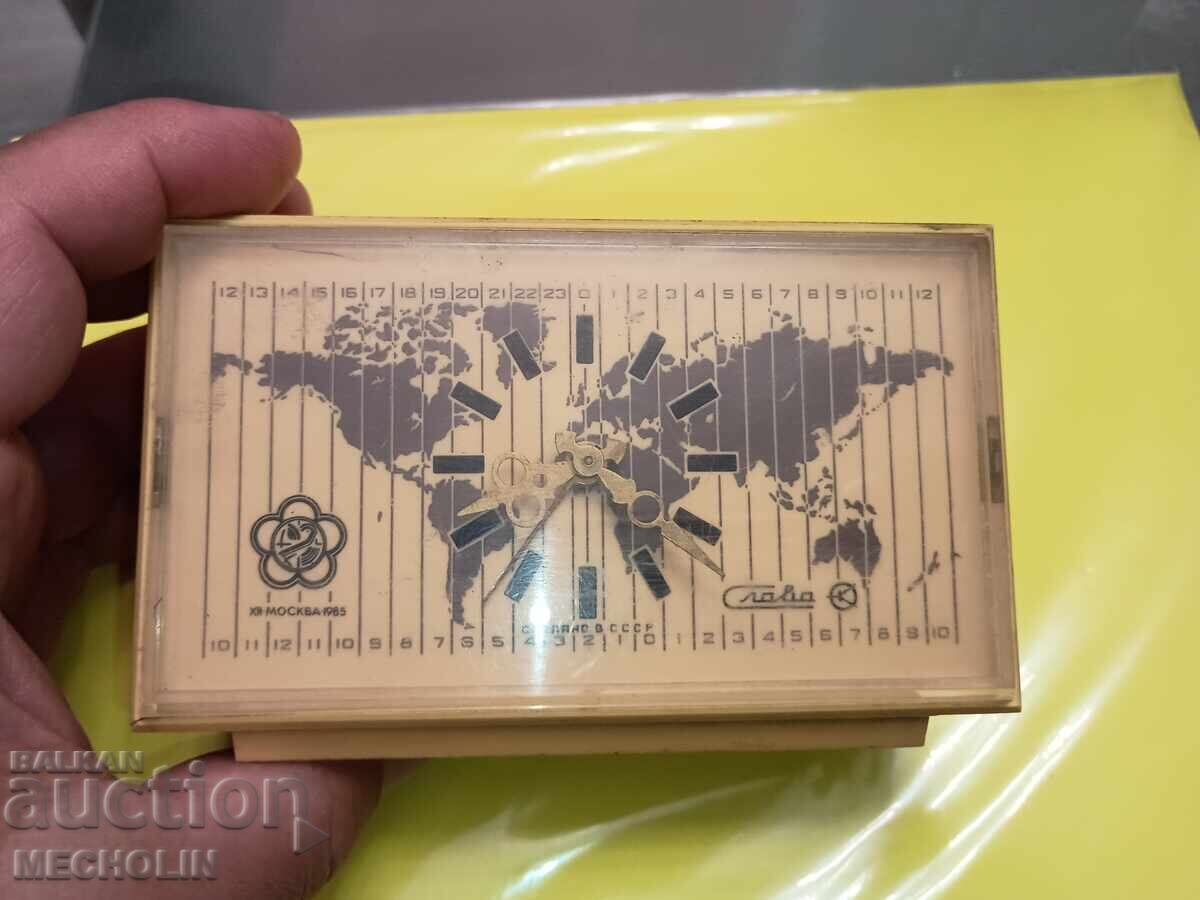 12 13 14 15 16 17 18 19 20 21 22 23 0 1 2 3 4 5 6 7 8 9 10 11 12
XII•МОСКВА•1985
Слава К
СДЕЛАНО В СССР
10 11 12 11 10 9 8 7 6 5 4 3 2 1 0 1 2 3 4 5 6 7 8 9 10
BALKAN
auction
MECHOLIN